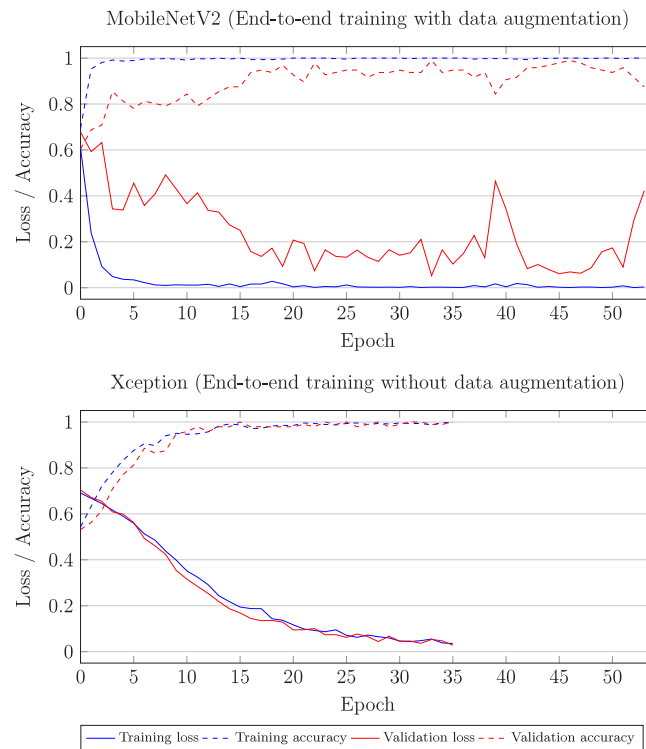 MobileNetV2 (End-to-end training with data augmentation)
1
0.8
0.6
0.4
0.2
0
Loss / Accuracy
0 5 10 15 20 25 30 35 40 45 50
Epoch
Xception (End-to-end training without data augmentation)
1
0.8
0.6
0.4
0.2
0
Loss / Accuracy
0 5 10 15 20 25 30 35 40 45 50
Epoch
Training loss Training accuracy Validation loss Validation accuracy